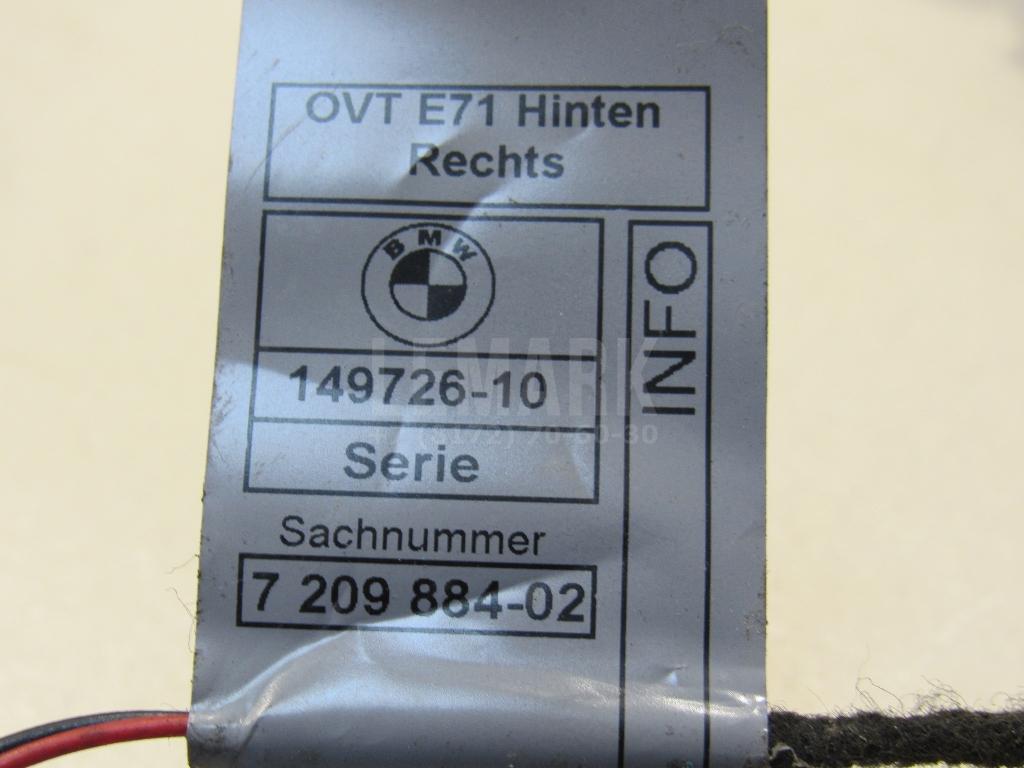 OVT E71 Hinten
Rechts
BMW
INFO
149726-10
Serie
Sachnummer
7 209 884-02